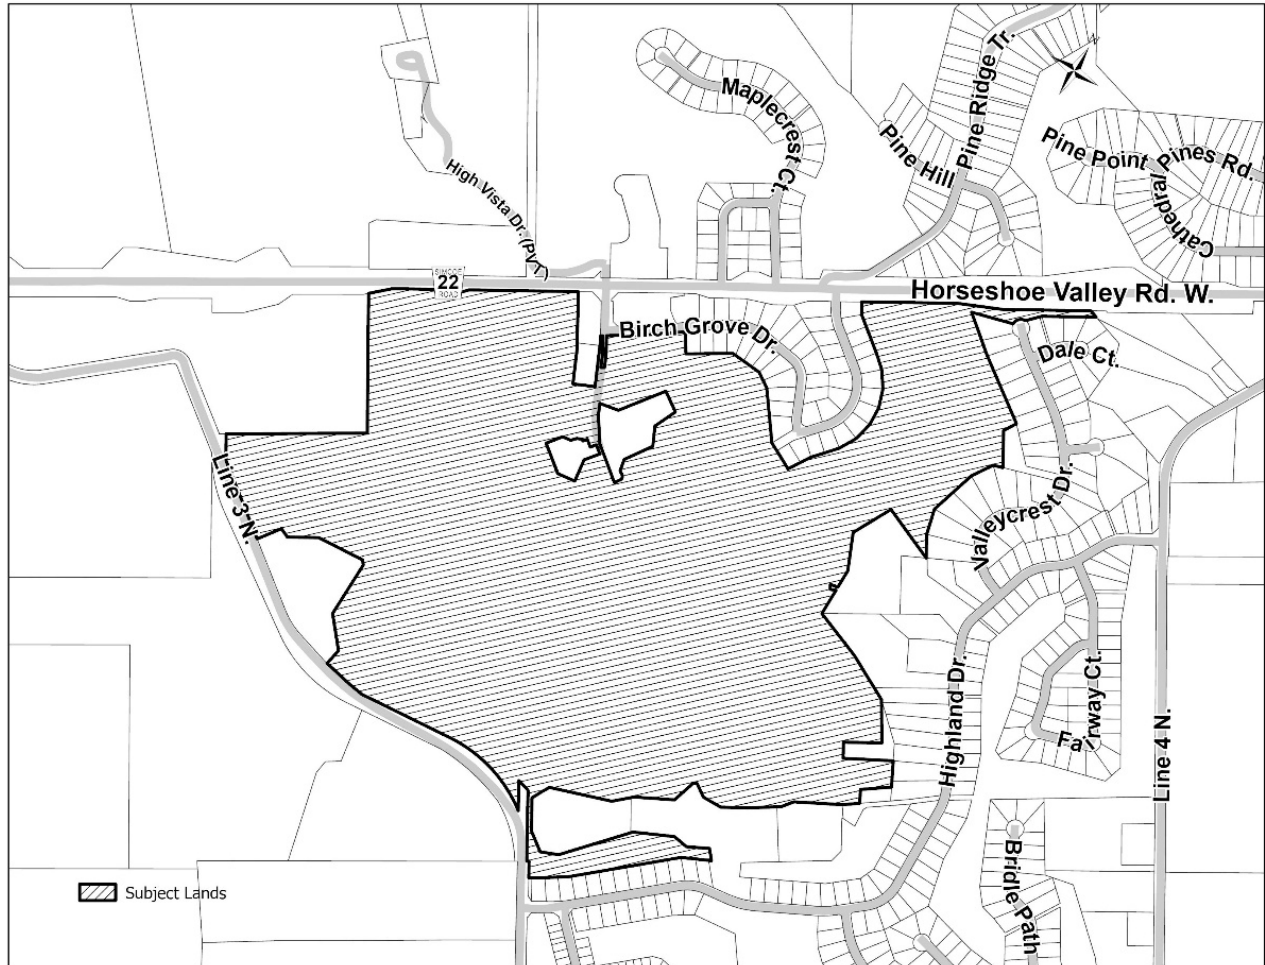 Maplecrest Ct.
Pine Ridge Tr.
Pine Hill
Pine Point
Cathedral Pines Rd.
High Vista Dr. (PVT)
SIMCOE
22
ROAD
Horseshoe Valley Rd. W.
Birch Grove Dr.
Dale Ct.
Line 3 N.
Valleycrest Dr.
Highland Dr.
Fairway Ct.
Line 4 N.
Bridle Path
Subject Lands